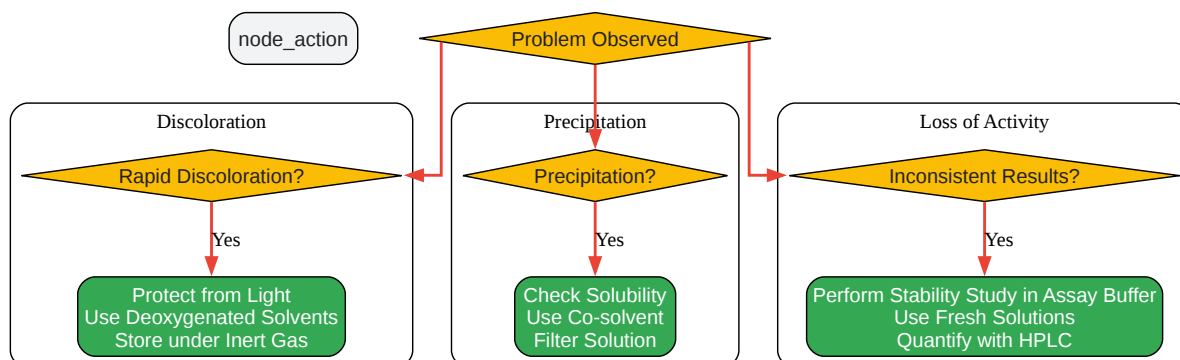 node_action
Problem Observed
Discoloration
Precipitation
Loss of Activity
Rapid Discoloration?
Precipitation?
Inconsistent Results?
Yes
Yes
Yes
Protect from Light
Use Deoxygenated Solvents
Store under Inert Gas
Check Solubility
Use Co-solvent
Filter Solution
Perform Stability Study in Assay Buffer
Use Fresh Solutions
Quantify with HPLC